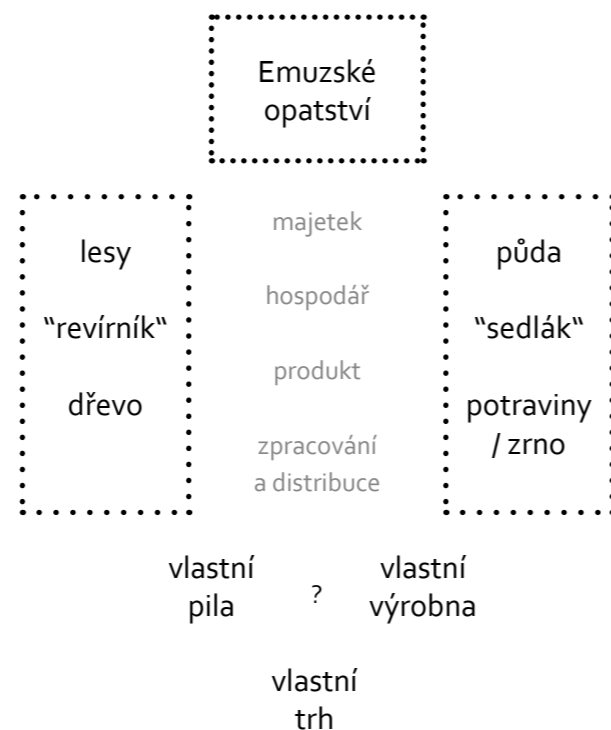 Emuzské
opatství
lesy
"revírník“
dřevo
majetek
hospodář
produkt
zpracování
a distribuce
půda
"sedlák“
potraviny
/ zrno
vlastní
pila
?
vlastní
výrobna
vlastní
trh